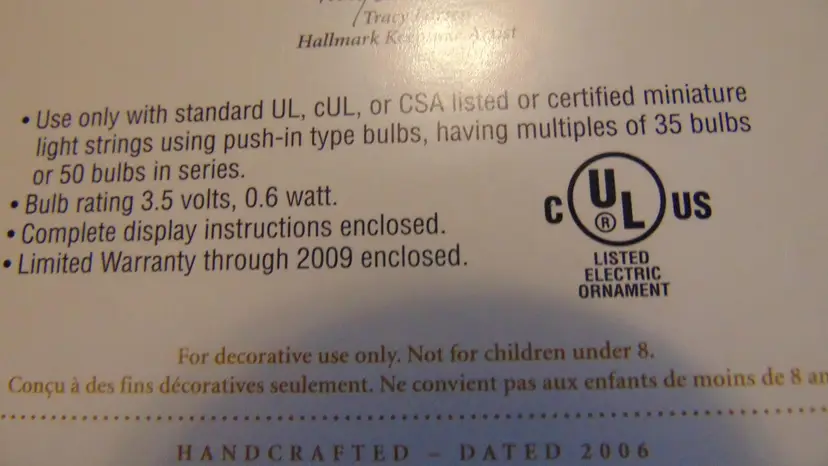 Tracy
Hallmark Artist
• Use only with standard UL, cUL, or CSA listed or certified miniature
light strings using push-in type bulbs, having multiples of 35 bulbs
or 50 bulbs in series.
• Bulb rating 3.5 volts, 0.6 watt.
• Complete display instructions enclosed.
• Limited Warranty through 2009 enclosed.
C UL ® US
LISTED
ELECTRIC
ORNAMENT
For decorative use only. Not for children under 8.
Conçu à des fins décoratives seulement. Ne convient pas aux enfants de moins de 8 an
HANDCRAFTED – DATED 2006